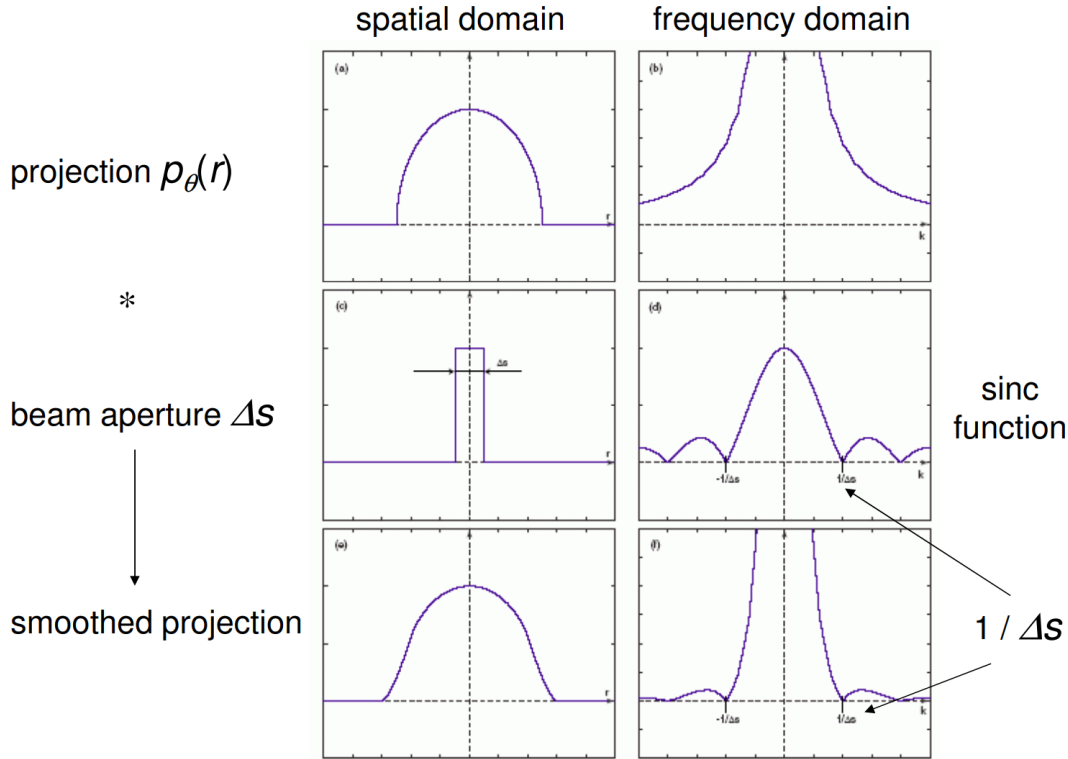 spatial domain
frequency domain
(a)
(b)
projection pθ(r)
r
k
*
(c)
(d)
Δs
beam aperture Δs
sinc
function
r
-1/Δs
1/Δs
k
(e)
(f)
smoothed projection
1 / Δs
r
-1/Δs
1/Δs
k